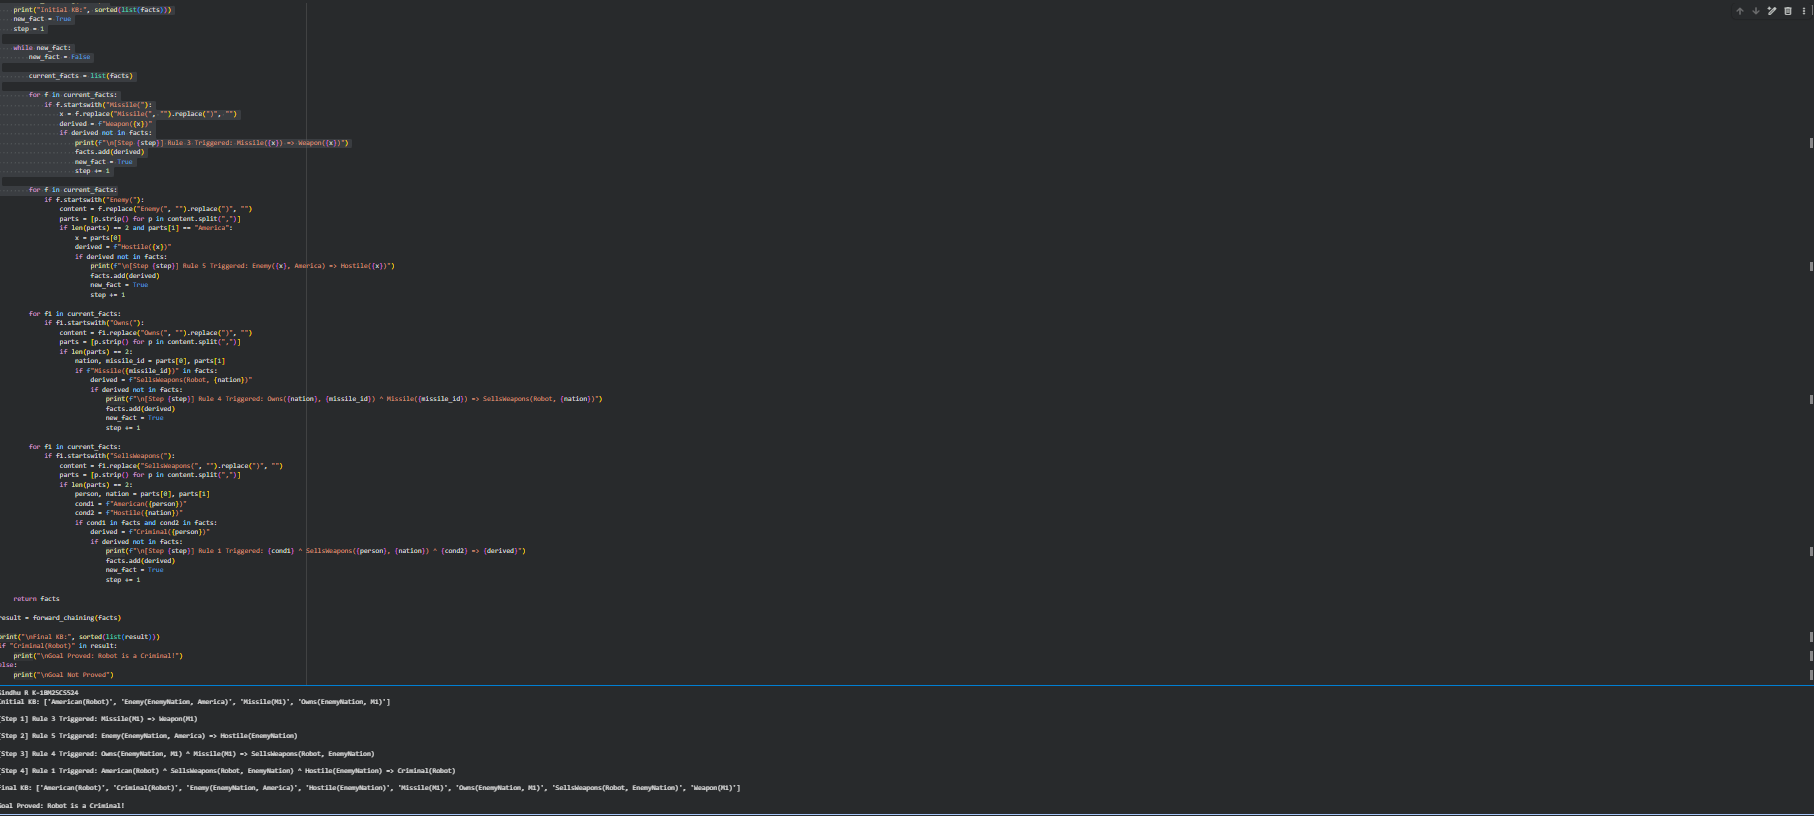 print("Initial KB:", sorted(list(facts)))
new_fact = True
step = 1
while new_fact:
new_fact = False
current_facts = list(facts)
for f in current_facts:
if f.startswith("Missile("):
x = f.replace("Missile(", "").replace(")", "")
derived = f"Weapon({x})"
if derived not in facts:
print(f"\n[Step {step}] Rule 3 Triggered: Missile({x}) => Weapon({x})")
facts.add(derived)
new_fact = True
step += 1
for f in current_facts:
if f.startswith("Enemy("):
content = f.replace("Enemy(", "").replace(")", "")
parts = [p.strip() for p in content.split(",")]
if len(parts) == 2 and parts[1] == "America":
x = parts[0]
derived = f"Hostile({x})"
if derived not in facts:
print(f"\n[Step {step}] Rule 5 Triggered: Enemy({x}, America) => Hostile({x})")
facts.add(derived)
new_fact = True
step += 1
for f1 in current_facts:
if f1.startswith("Owns("):
content = f1.replace("Owns(", "").replace(")", "")
parts = [p.strip() for p in content.split(",")]
if len(parts) == 2:
nation, missile_id = parts[0], parts[1]
if f"Missile({missile_id})" in facts:
derived = f"SellsWeapons(Robot, {nation})"
if derived not in facts:
print(f"\n[Step {step}] Rule 4 Triggered: Owns({nation}, {missile_id}) ^ Missile({missile_id}) => SellsWeapons(Robot, {nation})")
facts.add(derived)
new_fact = True
step += 1
for f1 in current_facts:
if f1.startswith("SellsWeapons("):
content = f1.replace("SellsWeapons(", "").replace(")", "")
parts = [p.strip() for p in content.split(",")]
if len(parts) == 2:
person, nation = parts[0], parts[1]
cond1 = f"American({person})"
cond2 = f"Hostile({nation})"
if cond1 in facts and cond2 in facts:
derived = f"Criminal({person})"
if derived not in facts:
print(f"\n[Step {step}] Rule 1 Triggered: {cond1} ^ SellsWeapons({person}, {nation}) ^ {cond2} => {derived}")
facts.add(derived)
new_fact = True
step += 1
return facts
result = forward_chaining(facts)
print("\nFinal KB:", sorted(list(result)))
if "Criminal(Robot)" in result:
print("\nGoal Proved: Robot is a Criminal!")
else:
print("\nGoal Not Proved")
Sindhu R K-1BM25CS524
Initial KB: ['American(Robot)', 'Enemy(EnemyNation, America)', 'Missile(M1)', 'Owns(EnemyNation, M1)']
[Step 1] Rule 3 Triggered: Missile(M1) => Weapon(M1)
[Step 2] Rule 5 Triggered: Enemy(EnemyNation, America) => Hostile(EnemyNation)
[Step 3] Rule 4 Triggered: Owns(EnemyNation, M1) ^ Missile(M1) => SellsWeapons(Robot, EnemyNation)
[Step 4] Rule 1 Triggered: American(Robot) ^ SellsWeapons(Robot, EnemyNation) ^ Hostile(EnemyNation) => Criminal(Robot)
Final KB: ['American(Robot)', 'Criminal(Robot)', 'Enemy(EnemyNation, America)', 'Hostile(EnemyNation)', 'Missile(M1)', 'Owns(EnemyNation, M1)', 'SellsWeapons(Robot, EnemyNation)', 'Weapon(M1)']
Goal Proved: Robot is a Criminal!